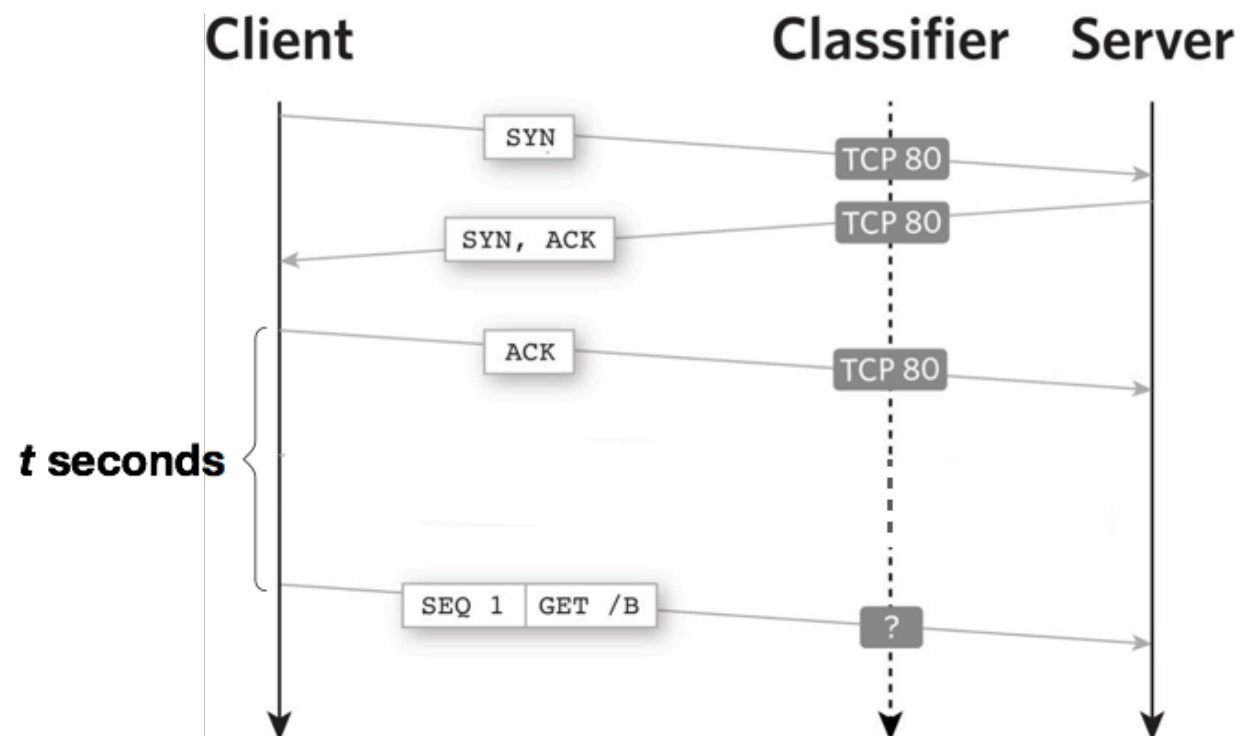 Client
Classifier
Server
SYN
TCP 80
TCP 80
SYN, ACK
ACK
TCP 80
t seconds
SEQ 1 GET /B
?